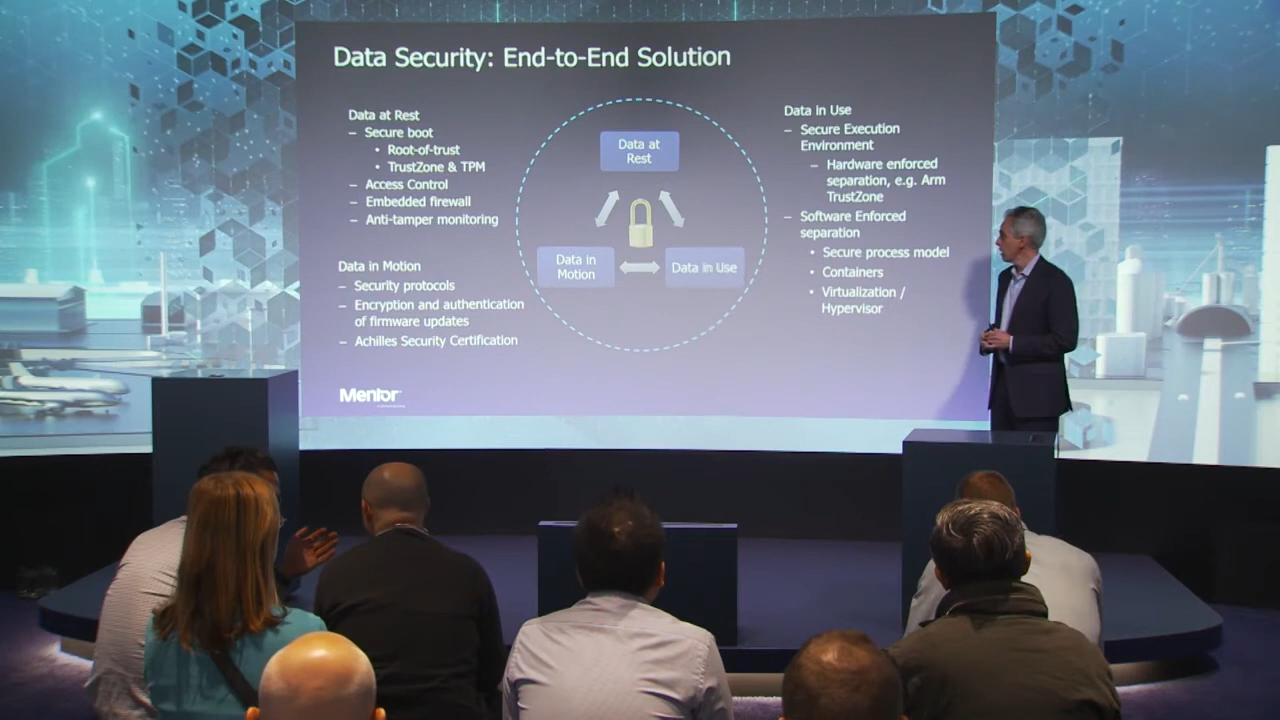 Data Security: End-to-End Solution
Data at Rest
– Secure boot
• Root-of-trust
• TrustZone & TPM
– Access Control
– Embedded firewall
– Anti-tamper monitoring
Data in Motion
– Security protocols
– Encryption and authentication
of firmware updates
– Achilles Security Certification
Data at
Rest
Data in
Motion
Data in Use
Data in Use
– Secure Execution
Environment
– Hardware enforced
separation, e.g. Arm
TrustZone
– Software Enforced
separation
• Secure process model
• Containers
• Virtualization /
Hypervisor
Mentor